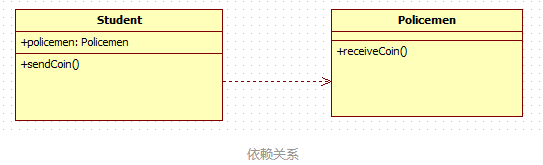 Student
+policemen: Policemen
+sendCoin()
Policemen
+receiveCoin()
依赖关系